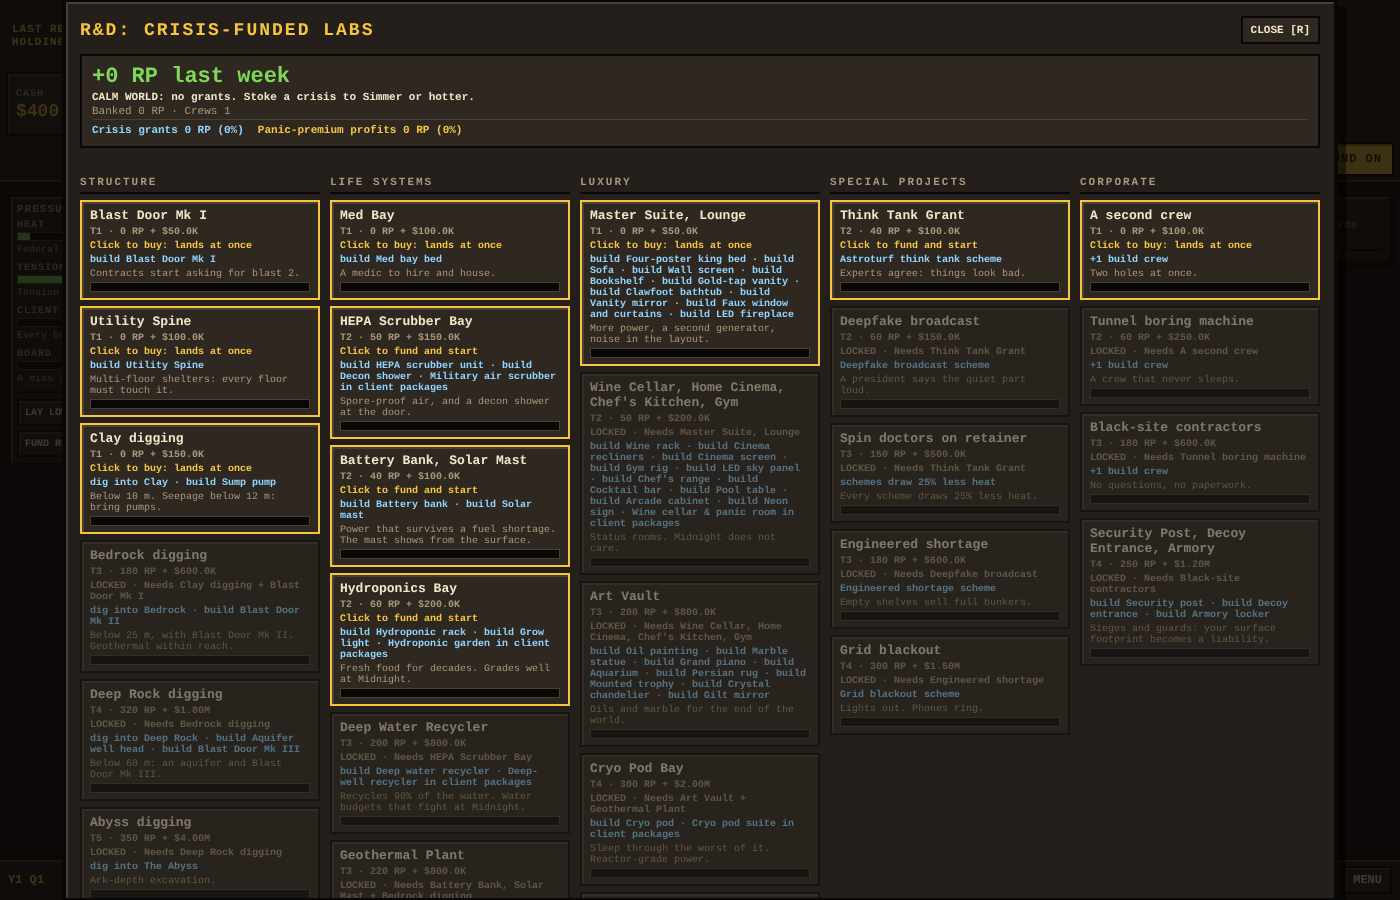 LAST RE
HOLDING
R&D: CRISIS-FUNDED LABS
CLOSE [R]
CASH
$400
+0 RP last week
CALM WORLD: no grants. Stoke a crisis to Simmer or hotter.
Banked 0 RP · Crews 1
Crisis grants 0 RP (0%)  Panic-premium profits 0 RP (0%)
ND ON
STRUCTURE
Blast Door Mk I
T1 · 0 RP + $50.0K
Click to buy: lands at once
build Blast Door Mk I
Contracts start asking for blast 2.
Utility Spine
T1 · 0 RP + $100.0K
Click to buy: lands at once
build Utility Spine
Multi-floor shelters: every floor
must touch it.
Clay digging
T1 · 0 RP + $150.0K
Click to buy: lands at once
dig into Clay · build Sump pump
Below 10 m. Seepage below 12 m:
bring pumps.
Bedrock digging
T3 · 180 RP + $600.0K
LOCKED · Needs Clay digging + Blast
Door Mk I
dig into Bedrock · build Blast Door
Mk II
Below 25 m, with Blast Door Mk II.
Geothermal within reach.
Deep Rock digging
T4 · 320 RP + $1.80M
LOCKED · Needs Bedrock digging
dig into Deep Rock · build Aquifer
well head · build Blast Door Mk III
Below 60 m: an aquifer and Blast
Door Mk III.
Abyss digging
T5 · 350 RP + $4.00M
LOCKED · Needs Deep Rock digging
dig into The Abyss
Ark-depth excavation.
LIFE SYSTEMS
Med Bay
T1 · 0 RP + $100.0K
Click to buy: lands at once
build Med bay bed
A medic to hire and house.
HEPA Scrubber Bay
T2 · 50 RP + $150.0K
Click to fund and start
build HEPA scrubber unit · build
Decon shower · Military air scrubber
in client packages
Spore-proof air, and a decon shower
at the door.
Battery Bank, Solar Mast
T2 · 40 RP + $100.0K
Click to fund and start
build Battery bank · build Solar
mast
Power that survives a fuel shortage.
The mast shows from the surface.
Hydroponics Bay
T2 · 60 RP + $200.0K
Click to fund and start
build Hydroponic rack · build Grow
light · Hydroponic garden in client
packages
Fresh food for decades. Grades well
at Midnight.
Deep Water Recycler
T3 · 200 RP + $800.0K
LOCKED · Needs HEPA Scrubber Bay
build Deep water recycler · Deep-
well recycler in client packages
Recycles 90% of the water. Water
budgets that fight at Midnight.
Geothermal Plant
T3 · 220 RP + $800.0K
LOCKED · Needs Battery Bank, Solar
Mast + Bedrock digging
LUXURY
Master Suite, Lounge
T1 · 0 RP + $50.0K
Click to buy: lands at once
build Four-poster king bed · build
Sofa · build Wall screen · build
Bookshelf · build Gold-tap vanity ·
build Clawfoot bathtub · build
Vanity mirror · build Faux window
and curtains · build LED fireplace
More power, a second generator,
noise in the layout.
Wine Cellar, Home Cinema,
Chef's Kitchen, Gym
T2 · 50 RP + $200.0K
LOCKED · Needs Master Suite, Lounge
build Wine rack · build Cinema
recliners · build Cinema screen ·
build Gym rig · build LED sky panel
· build Chef's range · build
Cocktail bar · build Pool table ·
build Arcade cabinet · build Neon
sign · Wine cellar & panic room in
client packages
Status rooms. Midnight does not
care.
Art Vault
T3 · 200 RP + $800.0K
LOCKED · Needs Wine Cellar, Home
Cinema, Chef's Kitchen, Gym
build Oil painting · build Marble
statue · build Grand piano · build
Aquarium · build Persian rug · build
Mounted trophy · build Crystal
chandelier · build Gilt mirror
Oils and marble for the end of the
world.
Cryo Pod Bay
T4 · 300 RP + $2.00M
LOCKED · Needs Art Vault +
Geothermal Plant
build Cryo pod · Cryo pod suite in
client packages
Sleep through the worst of it.
Reactor-grade power.
SPECIAL PROJECTS
Think Tank Grant
T2 · 40 RP + $100.0K
Click to fund and start
Astroturf think tank scheme
Experts agree: things look bad.
Deepfake broadcast
T2 · 60 RP + $150.0K
LOCKED · Needs Think Tank Grant
Deepfake broadcast scheme
A president says the quiet part
loud.
Spin doctors on retainer
T3 · 150 RP + $500.0K
LOCKED · Needs Think Tank Grant
schemes draw 25% less heat
Every scheme draws 25% less heat.
Engineered shortage
T3 · 180 RP + $600.0K
LOCKED · Needs Deepfake broadcast
Engineered shortage scheme
Empty shelves sell full bunkers.
Grid blackout
T4 · 300 RP + $1.50M
LOCKED · Needs Engineered shortage
Grid blackout scheme
Lights out. Phones ring.
CORPORATE
A second crew
T1 · 0 RP + $100.0K
Click to buy: lands at once
+1 build crew
Two holes at once.
Tunnel boring machine
T2 · 60 RP + $250.0K
LOCKED · Needs A second crew
+1 build crew
A crew that never sleeps.
Black-site contractors
T3 · 180 RP + $600.0K
LOCKED · Needs Tunnel boring machine
+1 build crew
No questions, no paperwork.
Security Post, Decoy
Entrance, Armory
T4 · 250 RP + $1.20M
LOCKED · Needs Black-site
contractors
build Security post · build Decoy
entrance · build Armory locker
Sieges and guards: your surface
footprint becomes a liability.
PRESSU
HEAT
Federal
TENSION
Tension
CLIENT
Every b
BOARD
A miss
LAY LO
FUND R
Y1 Q1
MENU